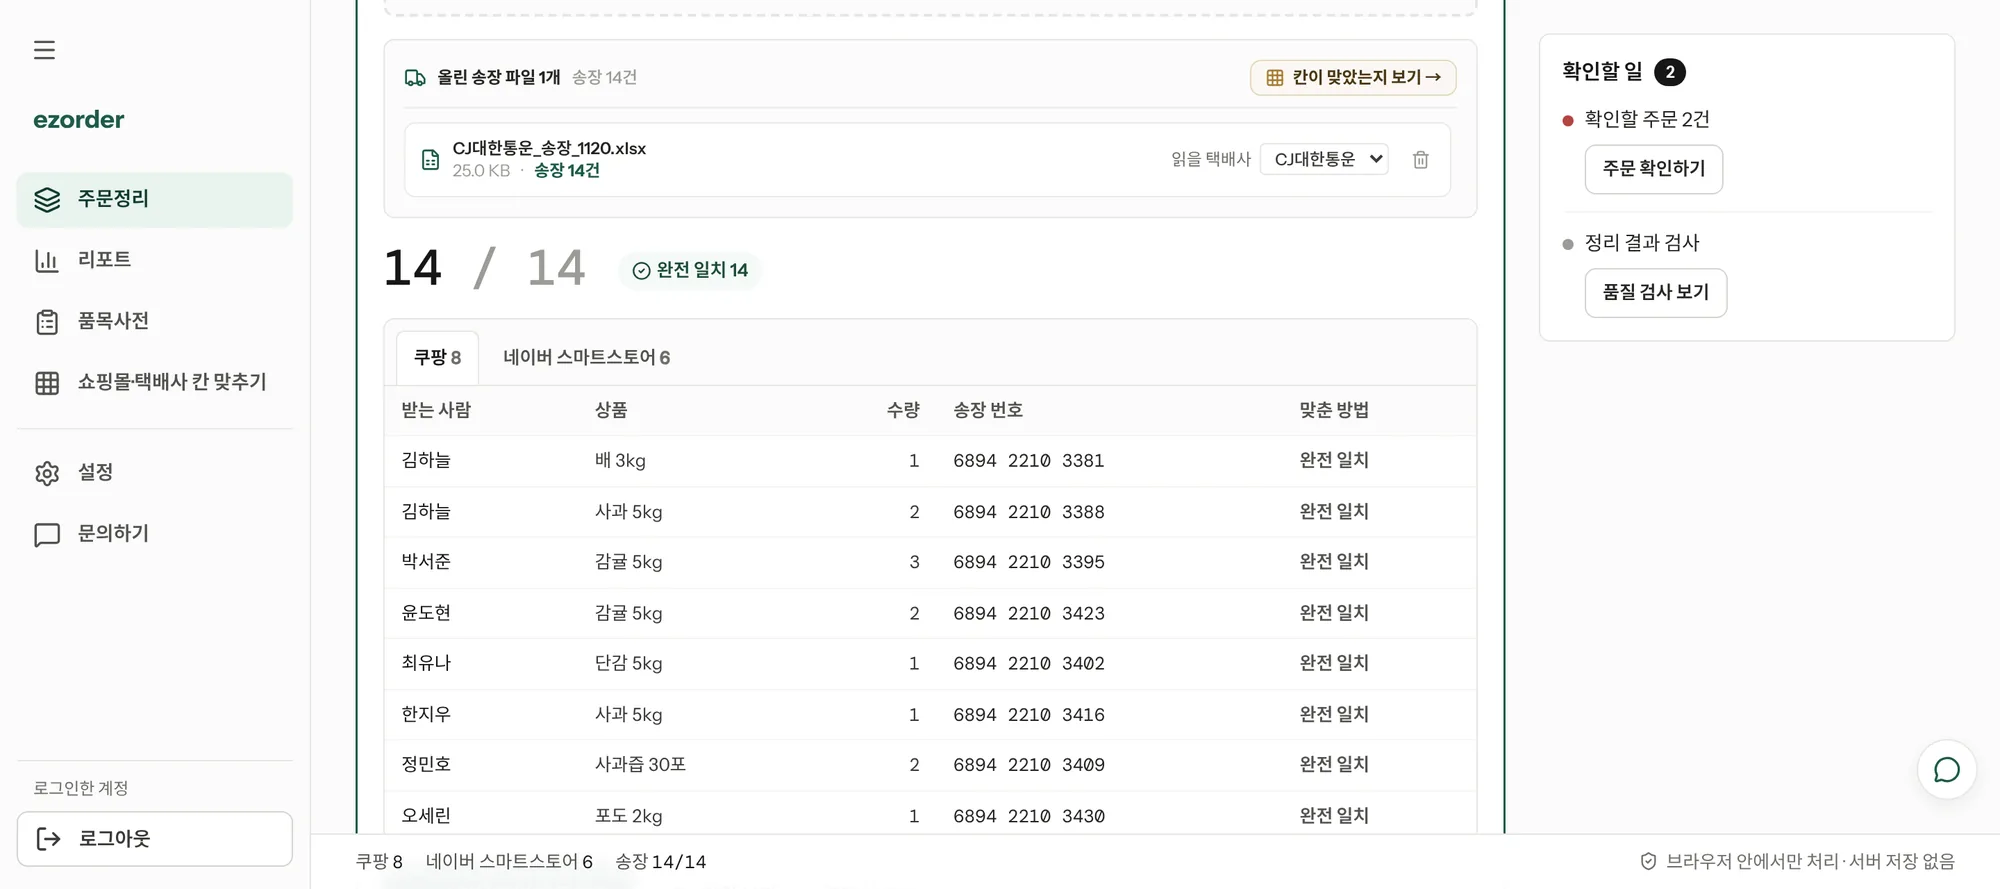 ezorder
주문정리
리포트
품목사전
쇼핑몰·택배사 칸 맞추기
설정
문의하기
로그인한 계정
로그아웃
올린 송장 파일 1개 송장 14건
칸이 맞았는지 보기 →
CJ대한통운_송장_1120.xlsx
25.0 KB · 송장 14건
읽을 택배사 CJ대한통운
14 / 14 완전 일치 14
쿠팡 8 네이버 스마트스토어 6
받는 사람 상품 수량 송장 번호 맞춘 방법
김하늘 배 3kg 1 6894 2210 3381 완전 일치
김하늘 사과 5kg 2 6894 2210 3388 완전 일치
박서준 감귤 5kg 3 6894 2210 3395 완전 일치
윤도현 감귤 5kg 2 6894 2210 3423 완전 일치
최유나 단감 5kg 1 6894 2210 3402 완전 일치
한지우 사과 5kg 1 6894 2210 3416 완전 일치
정민호 사과즙 30포 2 6894 2210 3409 완전 일치
오세린 포도 2kg 1 6894 2210 3430 완전 일치
쿠팡 8 네이버 스마트스토어 6 송장 14/14
브라우저 안에서만 처리 · 서버 저장 없음
확인할 일 2
확인할 주문 2건
주문 확인하기
정리 결과 검사
품질 검사 보기